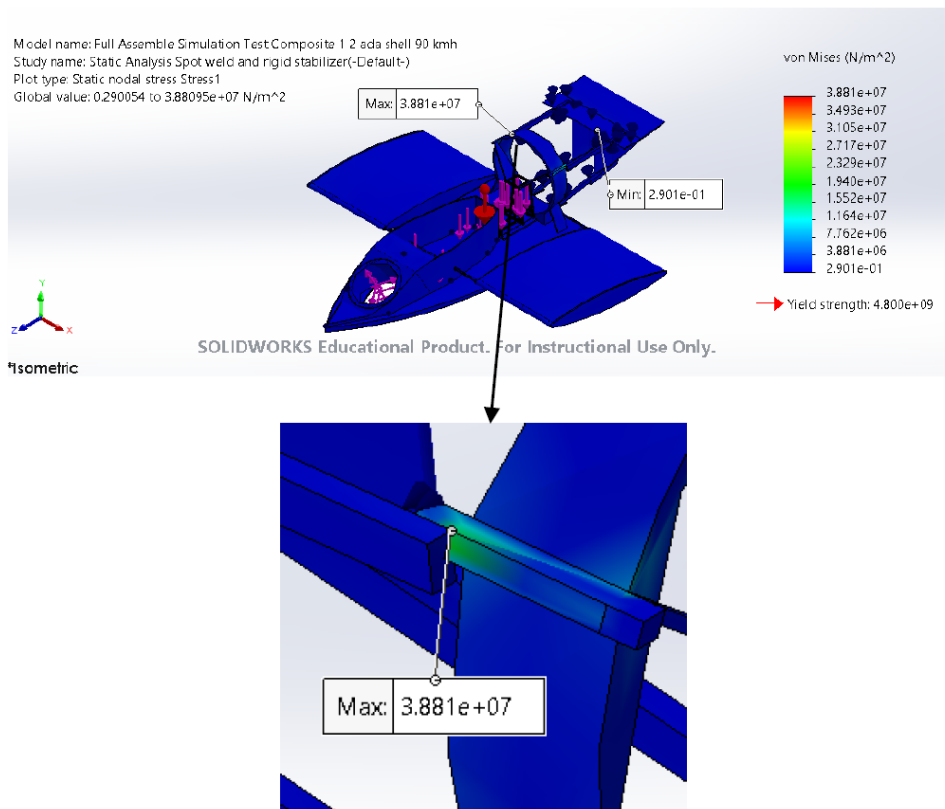 Model name: Full Assemble Simulation Test Composite 1 2 ada shell 90 kmh
Study name: Static Analysis Spot weld and rigid stabilizer(-Default-)
Plot type: Static nodal stress Stress1
Global value: 0.290054 to 3.88095e+07 N/m^2
von Mises (N/m^2)
3.881e+07
3.493e+07
3.105e+07
2.717e+07
2.329e+07
1.940e+07
1.552e+07
1.164e+07
7.762e+06
3.881e+06
2.901e-01
Yield strength: 4.800e+09
Max: 3.881e+07
Min: 2.901e-01
Y
Z
X
SOLIDWORKS Educational Product. For Instructional Use Only.
*Isometric
Max: 3.881e+07